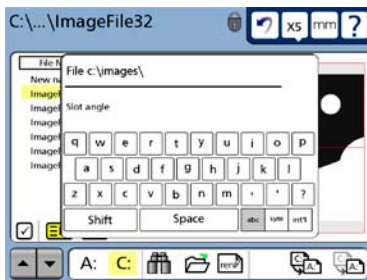 C:\...\ImageFile32
x5 mm ?
File N
New n
File c:\images\
Slot angle
Image
Image
Image
Image
Image
Image
q w e r t y u i o p
a s d f g h j k l
z x c v b n m . ' ?
Shift Space abc sym int'l
A: C: ren